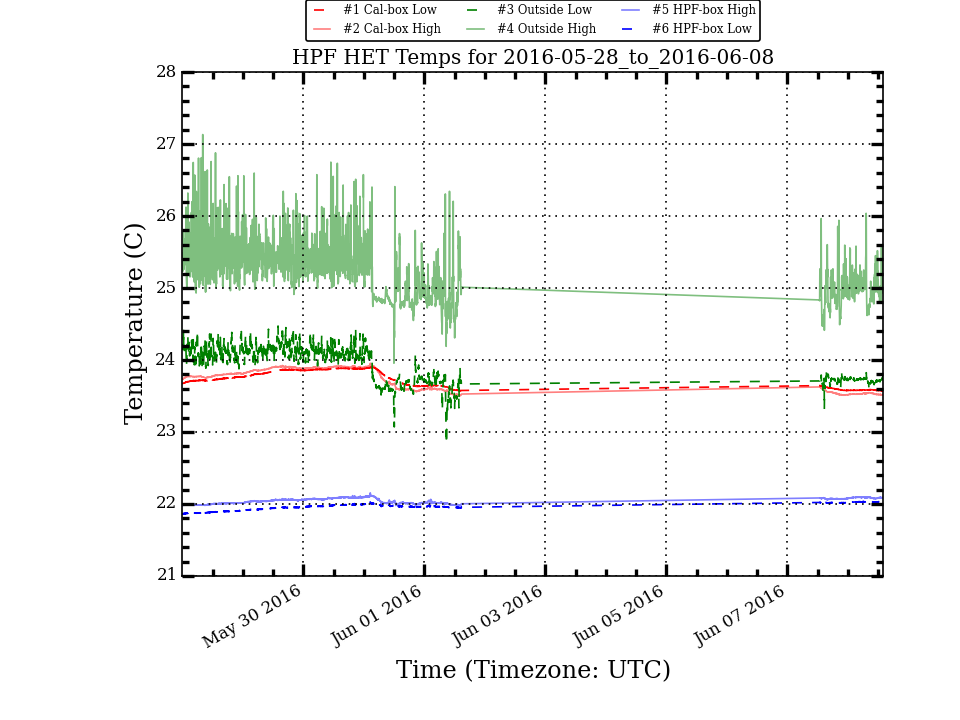 #1 Cal-box Low #3 Outside Low #5 HPF-box High
#2 Cal-box High #4 Outside High #6 HPF-box Low
HPF HET Temps for 2016-05-28_to_2016-06-08
28
27
26
25
24
23
22
21
Temperature (C)
May 30 2016 Jun 01 2016 Jun 03 2016 Jun 05 2016 Jun 07 2016
Time (Timezone: UTC)